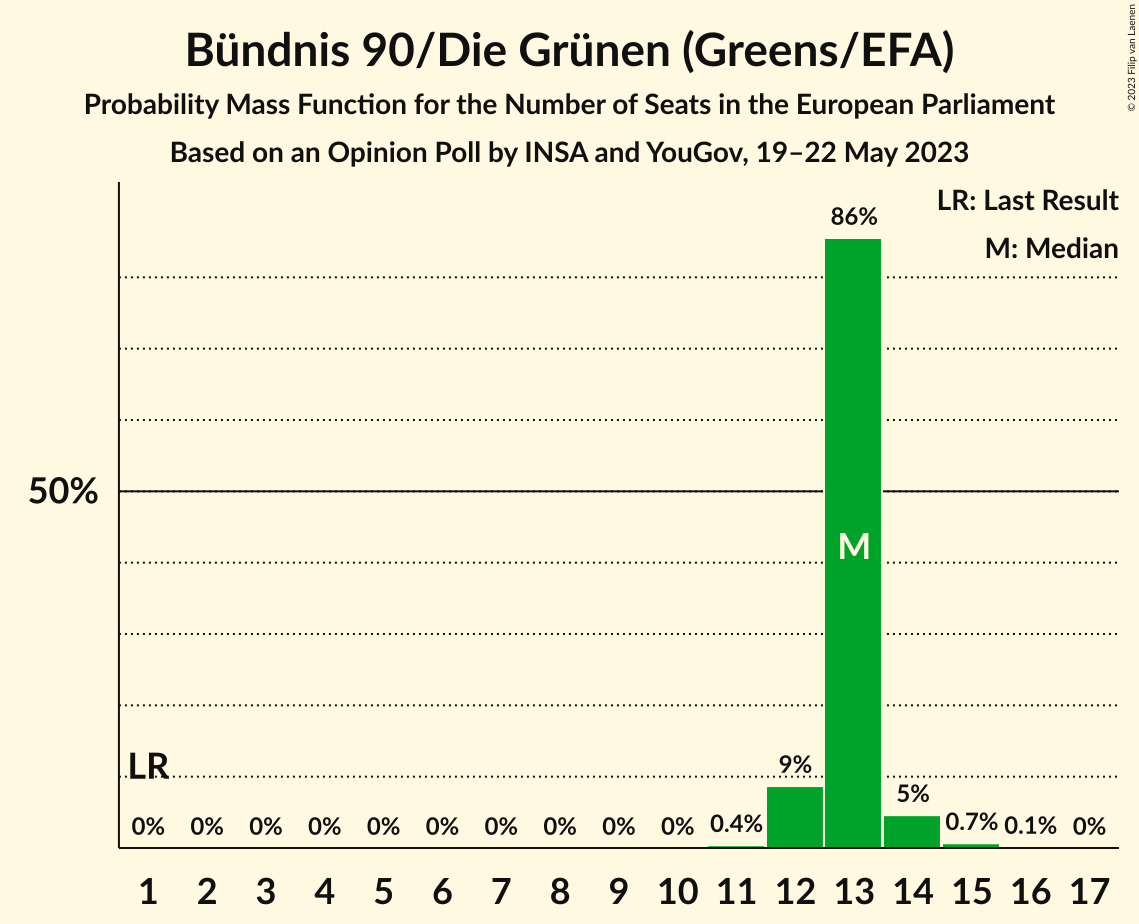 Bündnis 90/Die Grünen (Greens/EFA)
Probability Mass Function for the Number of Seats in the European Parliament
Based on an Opinion Poll by INSA and YouGov, 19–22 May 2023
© 2023 Filip van Laenen
LR: Last Result
M: Median
86%
50%
M
LR
9%
5%
0% 0% 0% 0% 0% 0% 0% 0% 0% 0% 0.4% 0.7% 0.1% 0%
1 2 3 4 5 6 7 8 9 10 11 12 13 14 15 16 17